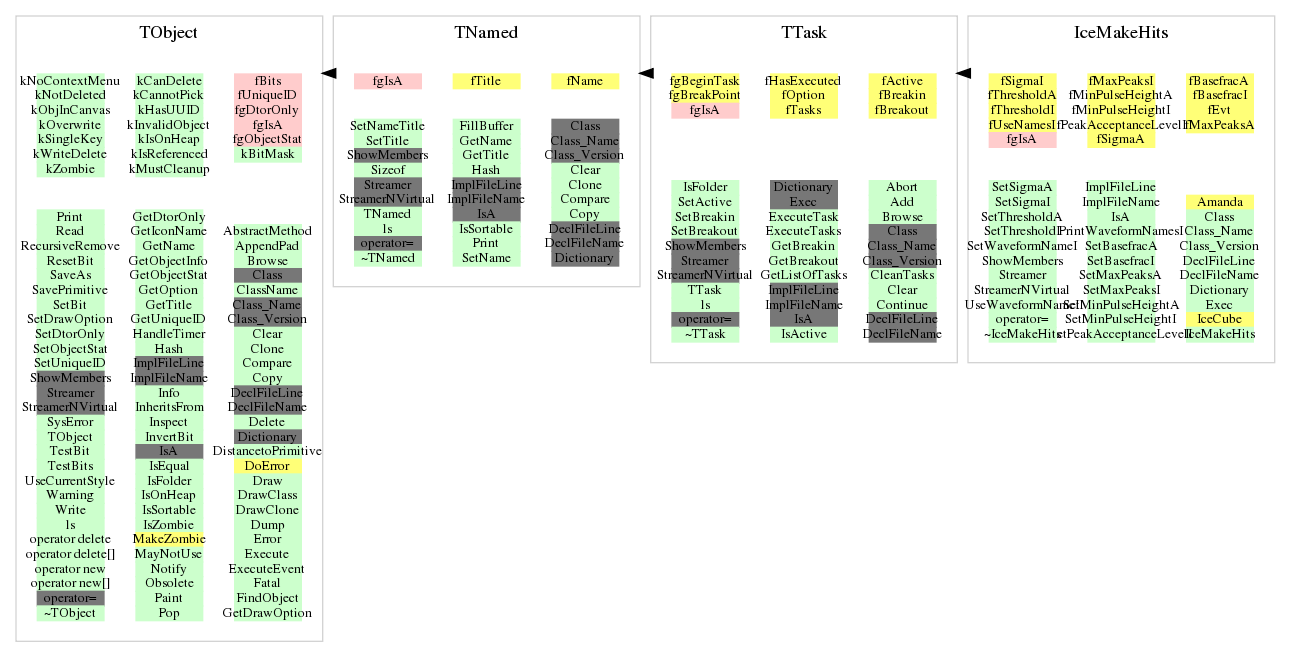 TObject
kNoContextMenu kCanDelete fBits
kNotDeleted kCannotPick fUniqueID
kObjInCanvas kHasUUID fgDtorOnly
kOverwrite kInvalidObject fgIsA
kSingleKey kIsOnHeap fgObjectStat
kWriteDelete kIsReferenced kBitMask
kZombie kMustCleanup
Print GetDtorOnly
Read GetIconName AbstractMethod
RecursiveRemove GetName AppendPad
ResetBit GetObjectInfo Browse
SaveAs GetObjectStat Class
SavePrimitive GetOption ClassName
SetBit GetTitle Class_Name
SetDrawOption GetUniqueID Class_Version
SetDtorOnly HandleTimer Clear
SetObjectStat Hash Clone
SetUniqueID ImplFileLine Compare
ShowMembers ImplFileName Copy
Streamer Info DeclFileLine
StreamerNVirtual InheritsFrom DeclFileName
SysError Inspect Delete
TObject InvertBit Dictionary
TestBit IsA DistancetoPrimitive
TestBits IsEqual DoError
UseCurrentStyle IsFolder Draw
Warning IsOnHeap DrawClass
Write IsSortable DrawClone
ls IsZombie Dump
operator delete MakeZombie Error
operator delete[] MayNotUse Execute
operator new Notify ExecuteEvent
operator new[] Obsolete Fatal
operator= Paint FindObject
~TObject Pop GetDrawOption
TNamed
fgIsA fTitle fName
SetNameTitle FillBuffer Class
SetTitle GetName Class_Name
ShowMembers GetTitle Class_Version
Sizeof Hash Clear
Streamer ImplFileLine Clone
StreamerNVirtual ImplFileName Compare
TNamed IsA Copy
ls IsSortable DeclFileLine
operator= Print DeclFileName
~TNamed SetName Dictionary
TTask
fgBeginTask fHasExecuted fActive
fgBreakPoint fOption fBreakin
fgIsA fTasks fBreakout
IsFolder Dictionary Abort
SetActive Exec Add
SetBreakin ExecuteTask Browse
SetBreakout ExecuteTasks Class
ShowMembers GetBreakin Class_Name
Streamer GetBreakout Class_Version
StreamerNVirtual GetListOfTasks CleanTasks
TTask ImplFileLine Clear
ls ImplFileName Continue
operator= IsA DeclFileLine
~TTask IsActive DeclFileName
IceMakeHits
fSigmaI fMaxPeaksI fBasefracA
fThresholdA fMinPulseHeightA fBasefracI
fThresholdI fMinPulseHeightI fEvt
fUseNamesI fPeakAcceptanceLevelI fMaxPeaksA
fgIsA fSigmaA
SetSigmaA ImplFileLine
SetSigmaI ImplFileName Amanda
SetThresholdA IsA Class
SetThresholdI PrintWaveformNamesI Class_Name
SetWaveformNameI SetBasefracA Class_Version
ShowMembers SetBasefracI DeclFileLine
Streamer SetMaxPeaksA DeclFileName
StreamerNVirtual SetMaxPeaksI Dictionary
UseWaveformNameI SetMinPulseHeightA Exec
operator= SetMinPulseHeightI IceCube
~IceMakeHits etPeakAcceptanceLevelI IceMakeHits